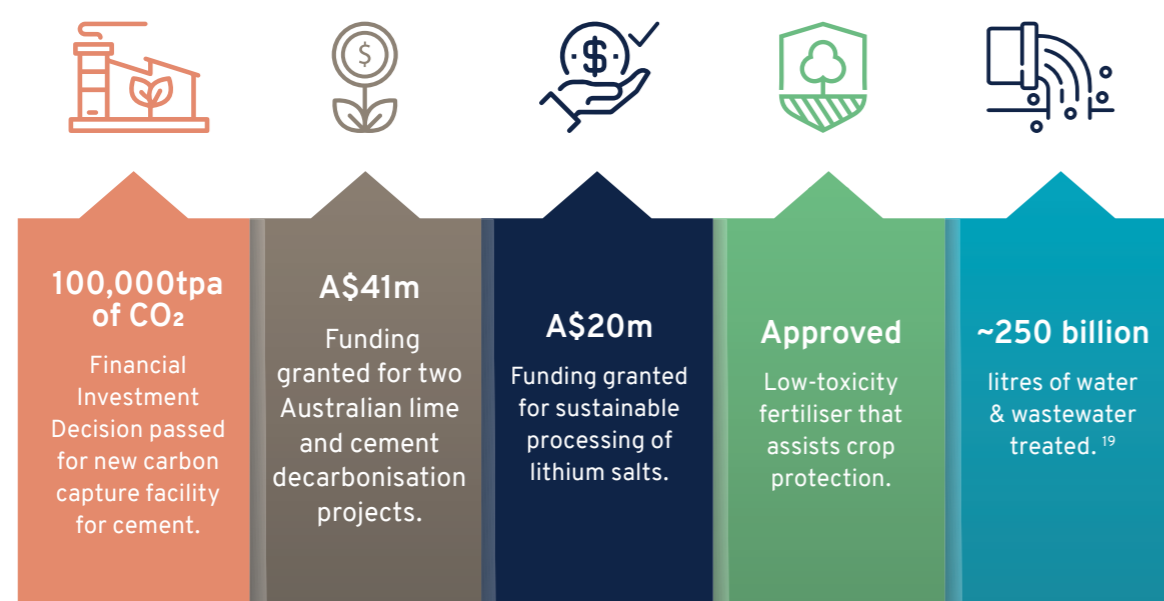 100,000tpa
of CO₂
Financial
Investment
Decision passed
for new carbon
capture facility
for cement.
A$41m
Funding
granted for two
Australian lime
and cement
decarbonisation
projects.
A$20m
Funding granted
for sustainable
processing of
lithium salts.
Approved
Low-toxicity
fertiliser that
assists crop
protection.
~250 billion
litres of water
& wastewater
treated. ¹⁹